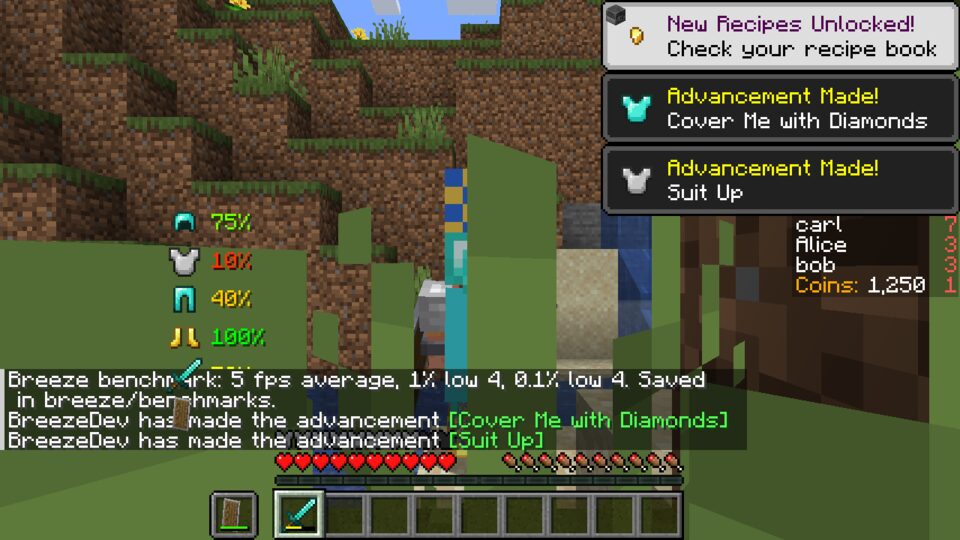 New Recipes Unlocked!
Check your recipe book
Advancement Made!
Cover Me with Diamonds
Advancement Made!
Suit Up
carl 7
Alice 3
bob 3
Coins: 1,250 1
75%
10%
40%
100%
Breeze benchmark: 5 fps average, 1% low 4, 0.1% low 4. Saved
in breeze/benchmarks.
BreezeDev has made the advancement [Cover Me with Diamonds]
BreezeDev has made the advancement [Suit Up]